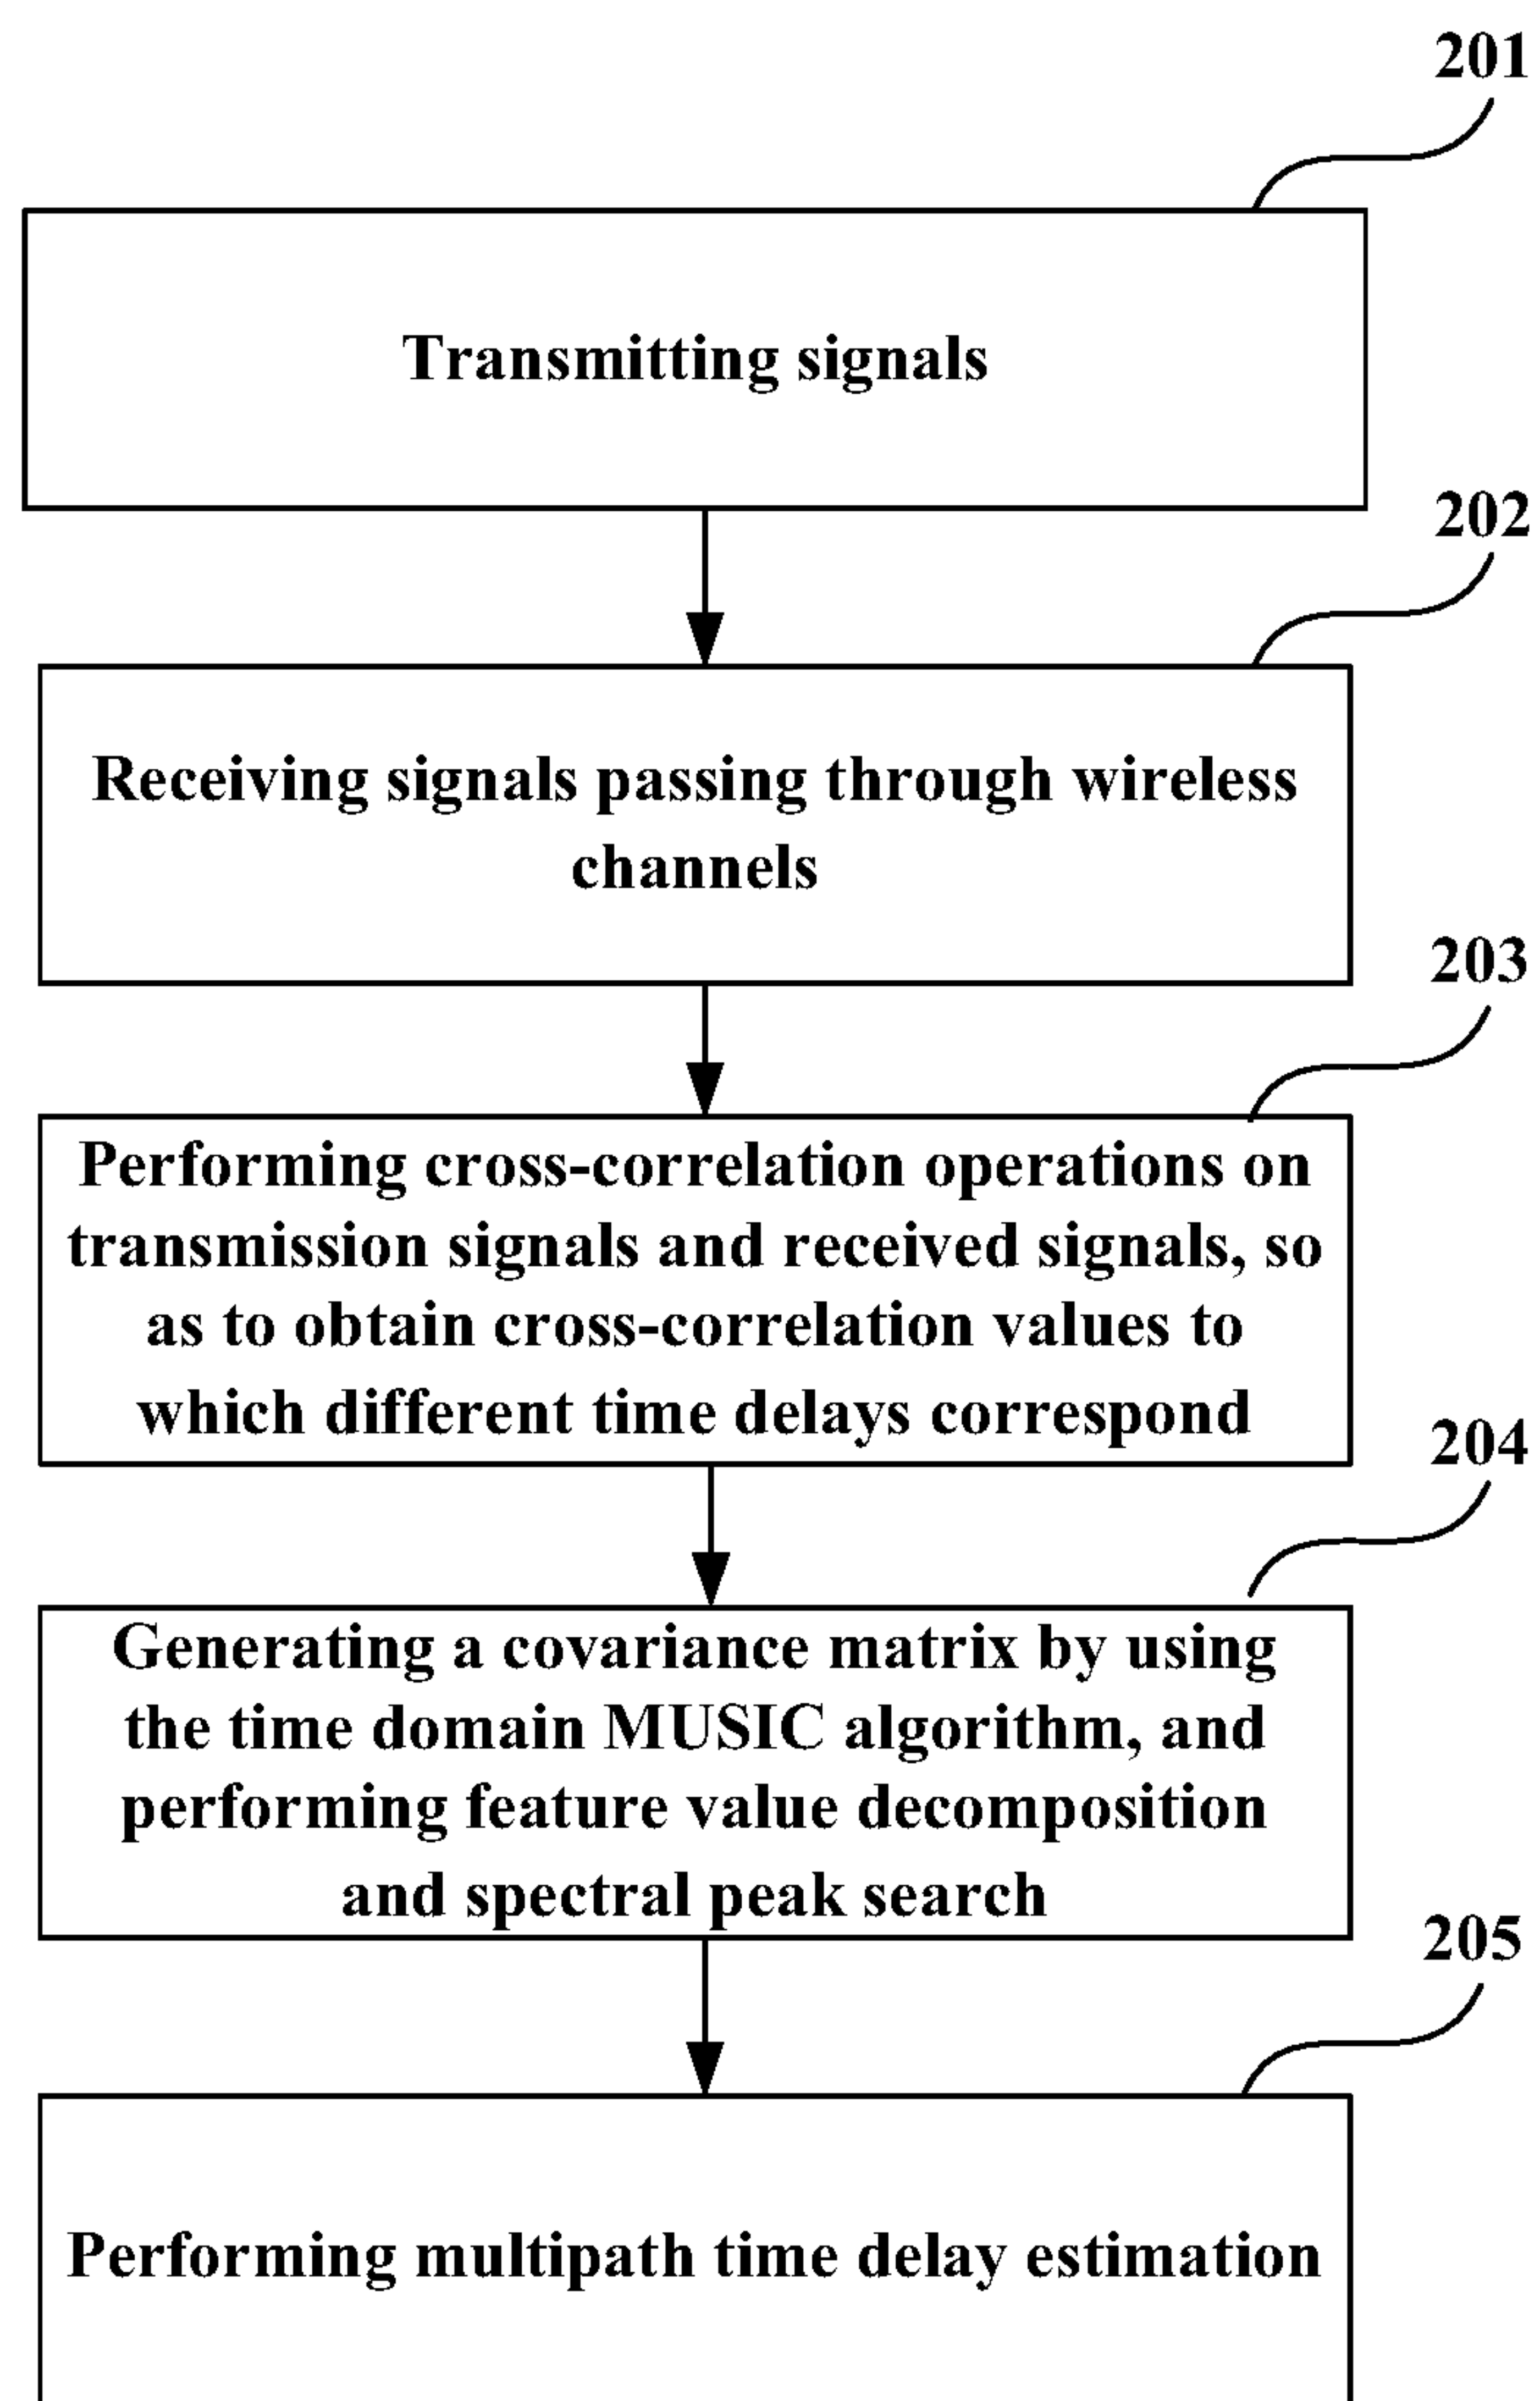 201
Transmitting signals
202
Receiving signals passing through wireless
channels
203
Performing cross-correlation operations on
transmission signals and received signals, so
as to obtain cross-correlation values to
which different time delays correspond
204
Generating a covariance matrix by using
the time domain MUSIC algorithm, and
performing feature value decomposition
and spectral peak search
205
Performing multipath time delay estimation